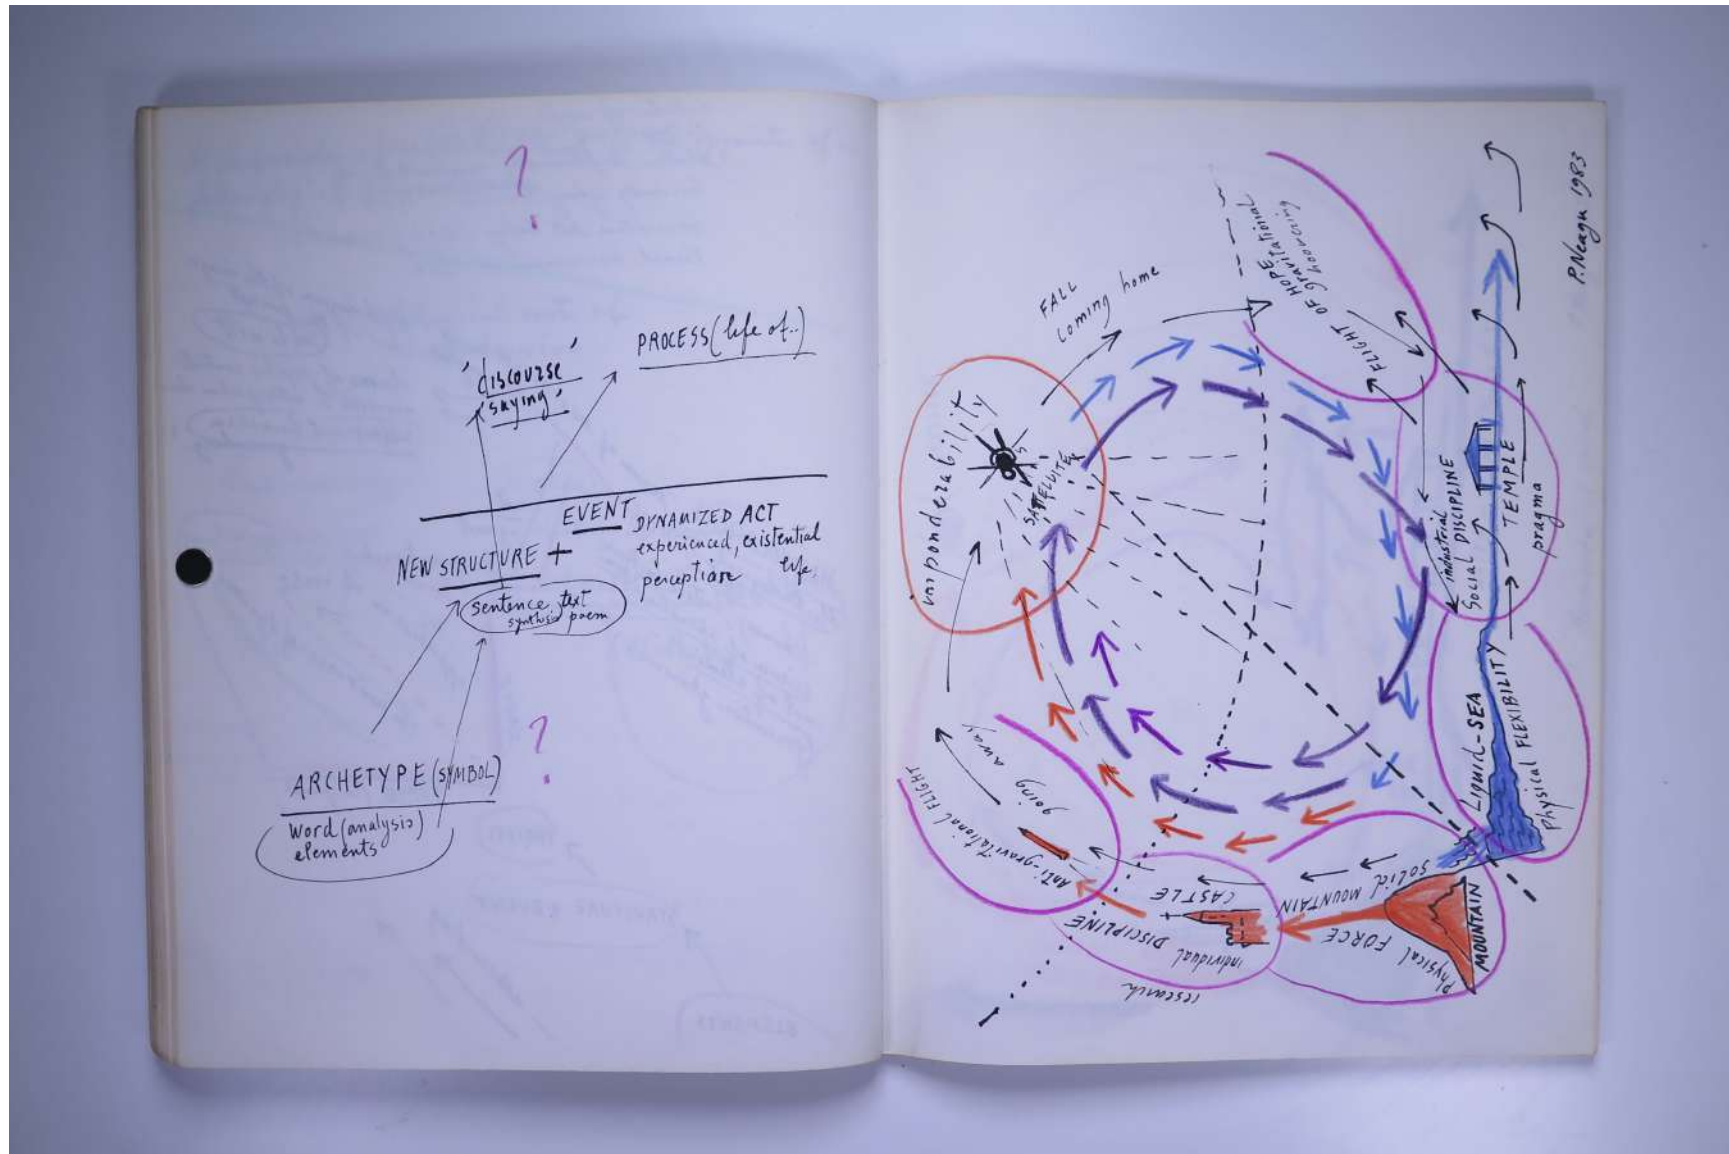 ?
'discourse'
'saying'
PROCESS (life of..)
EVENT
DYNAMIZED ACT
experienced, existential
perception life,
NEW STRUCTURE +
sentence, text
synthesis poem
?
ARCHETYPE (SYMBOL)
Word (analysis)
elements
P. Neagu 1983
FALL
coming home
FLIGHT OF HOPE
gravitational
hoovering
imponderability
SATELLITE
industrial
Social DISCIPLINE
TEMPLE
pragma
Liquid-SEA
Physical FLEXIBILITY
going away
Anti-gravitational FLIGHT
CASTLE
individual DISCIPLINE
research
SOLID MOUNTAIN
Physical FORCE
MOUNTAIN